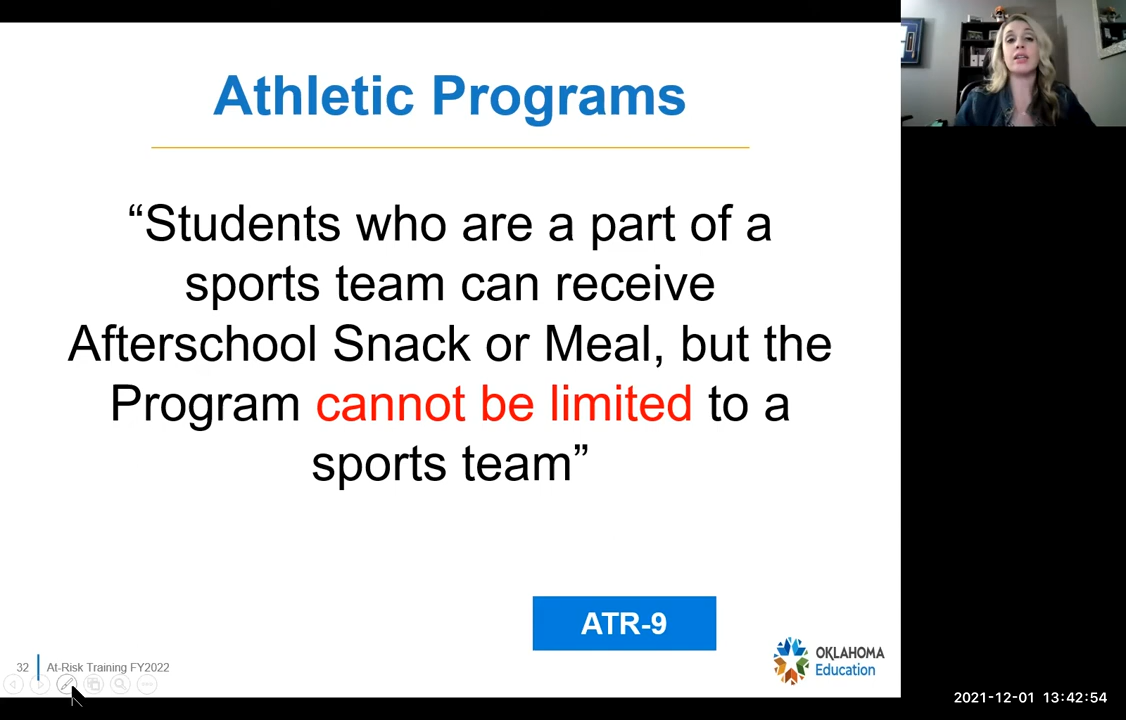 Athletic Programs
“Students who are a part of a
sports team can receive
Afterschool Snack or Meal, but the
Program cannot be limited to a
sports team”
ATR-9
32
At-Risk Training FY2022
OKLAHOMA
Education
2021-12-01 13:42:54